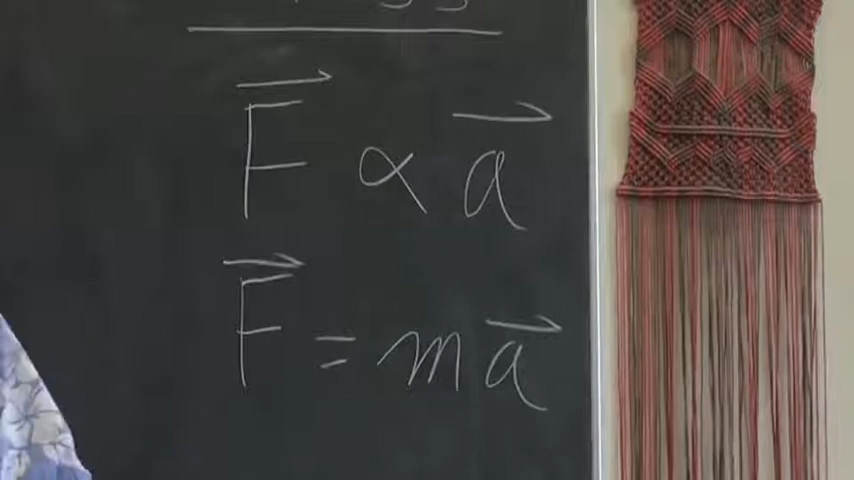 F⃗ ∝ a⃗
F⃗ = ma⃗